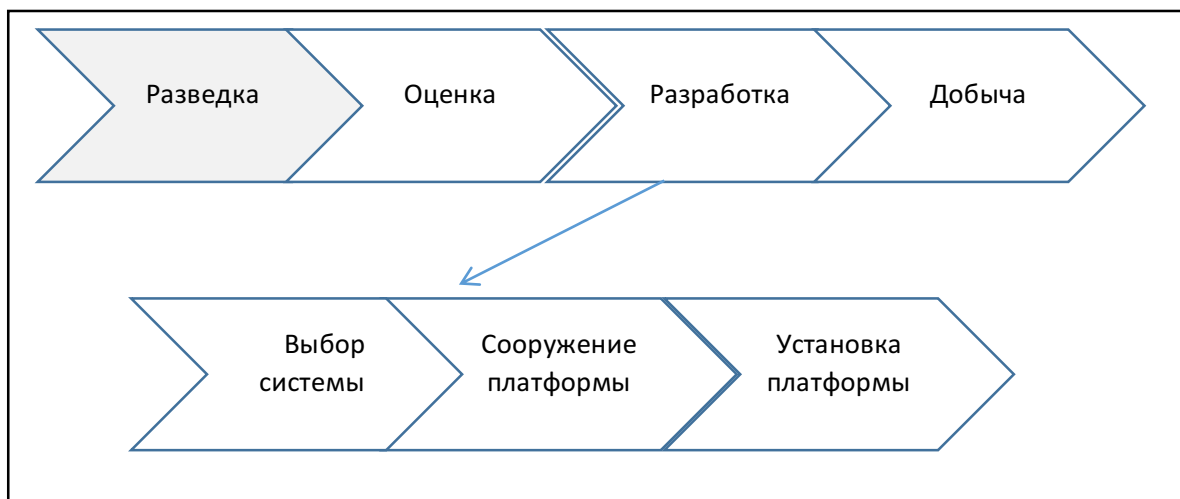 Разведка
Оценка
Разработка
Добыча
Выбор
системы
Сооружение
платформы
Установка
платформы